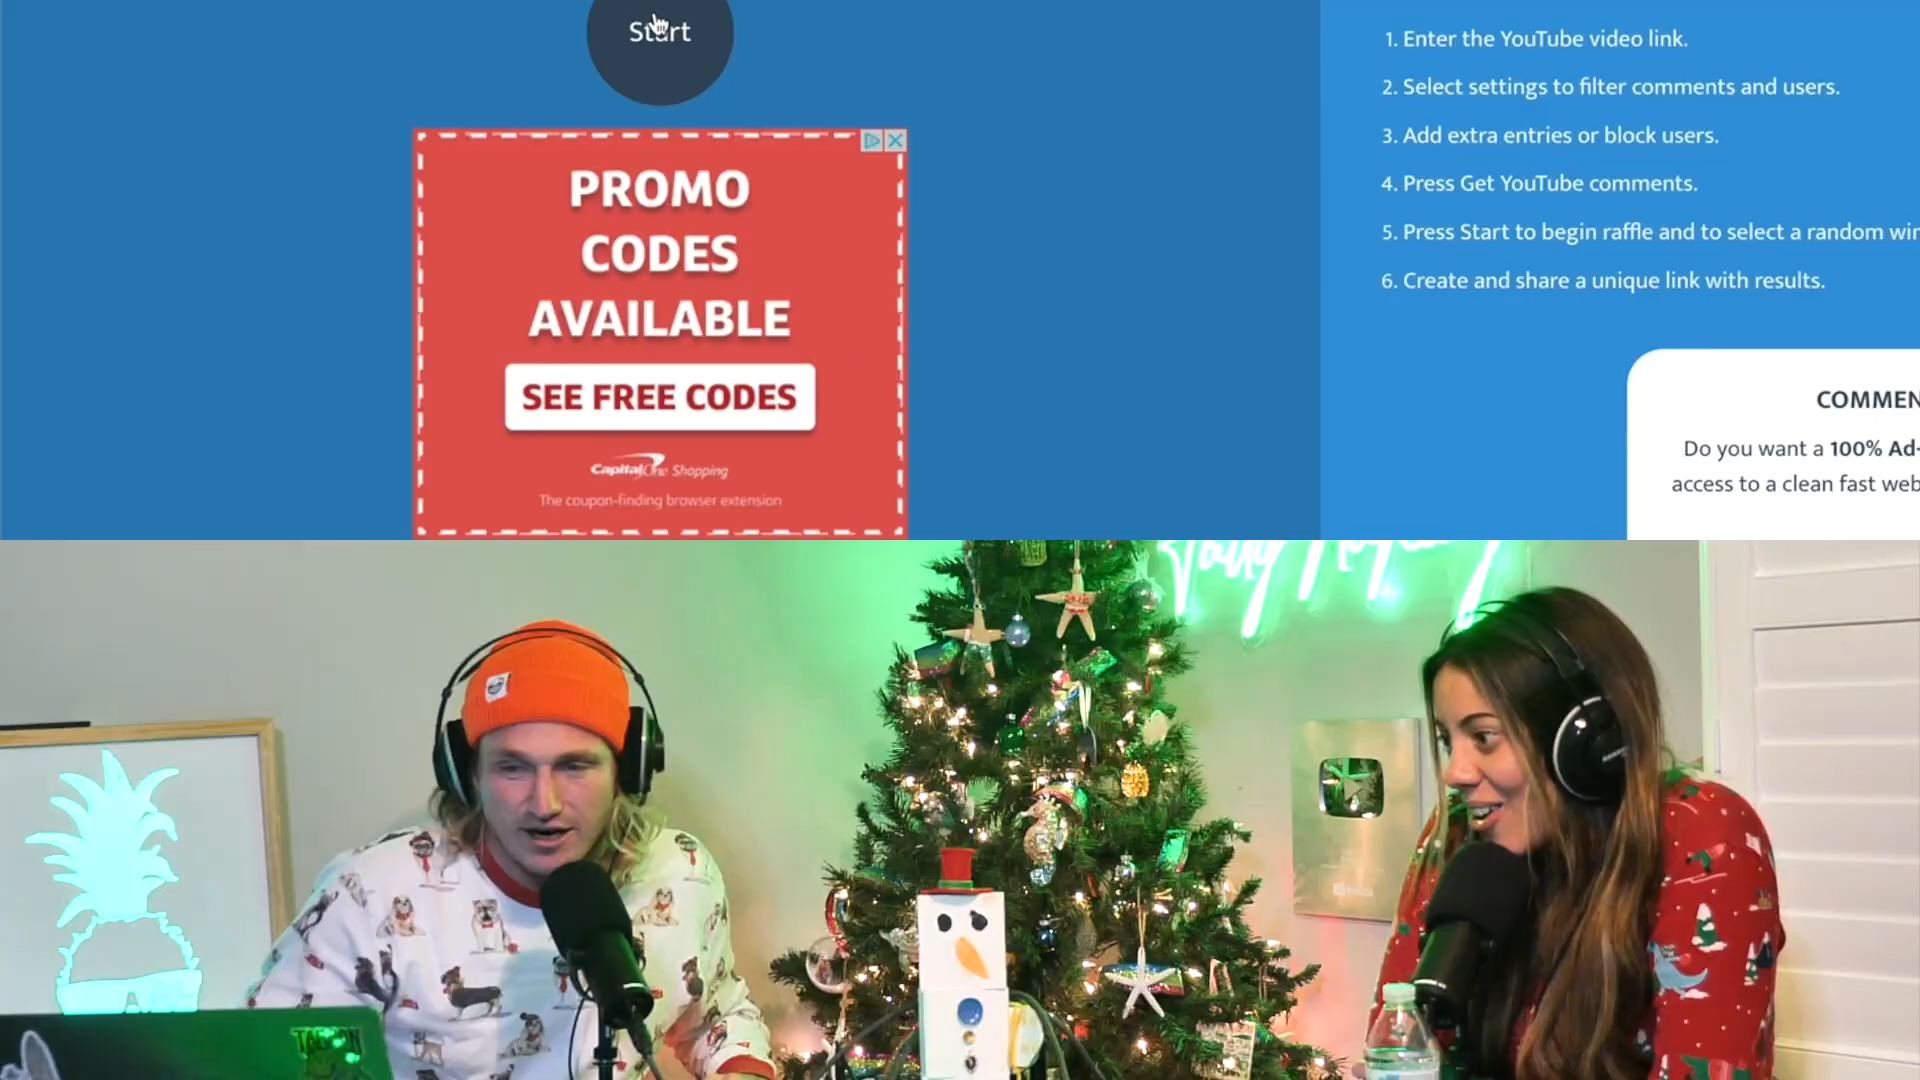 Start
PROMO
CODES
AVAILABLE
SEE FREE CODES
CapitalOne Shopping
The coupon-finding browser extension
1. Enter the YouTube video link.
2. Select settings to filter comments and users.
3. Add extra entries or block users.
4. Press Get YouTube comments.
5. Press Start to begin raffle and to select a random win
6. Create and share a unique link with results.
COMMEN
Do you want a 100% Ad-
access to a clean fast web